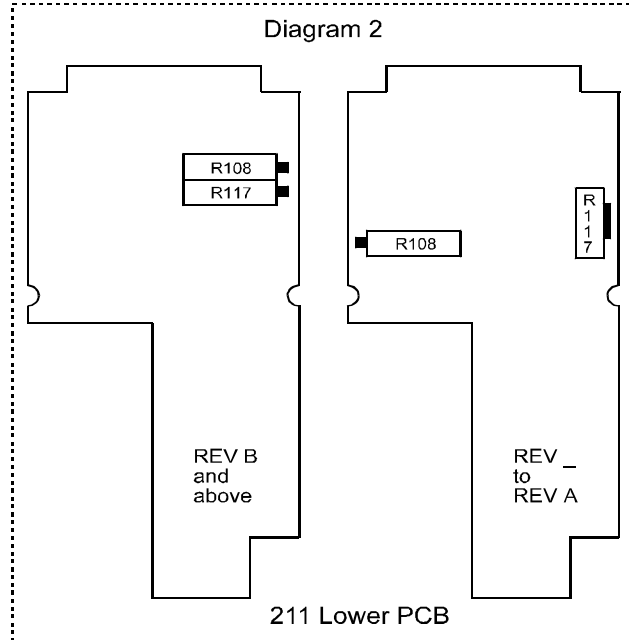 Diagram 2
R108
R117
R108
R
1
1
7
REV B
and
above
REV _
to
REV A
211 Lower PCB